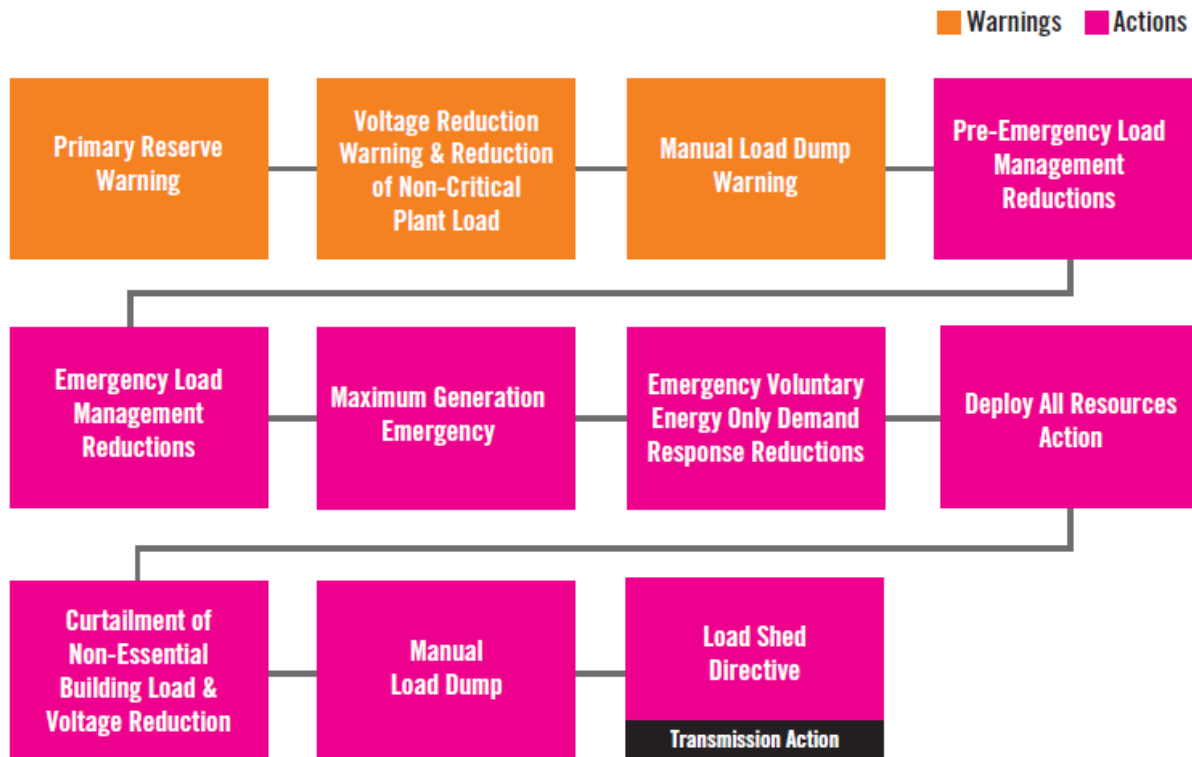 Warnings Actions
Primary Reserve
Warning
Voltage Reduction
Warning & Reduction
of Non-Critical
Plant Load
Manual Load Dump
Warning
Pre-Emergency Load
Management
Reductions
Emergency Load
Management
Reductions
Maximum Generation
Emergency
Emergency Voluntary
Energy Only Demand
Response Reductions
Deploy All Resources
Action
Curtailment of
Non-Essential
Building Load &
Voltage Reduction
Manual
Load Dump
Load Shed
Directive
Transmission Action